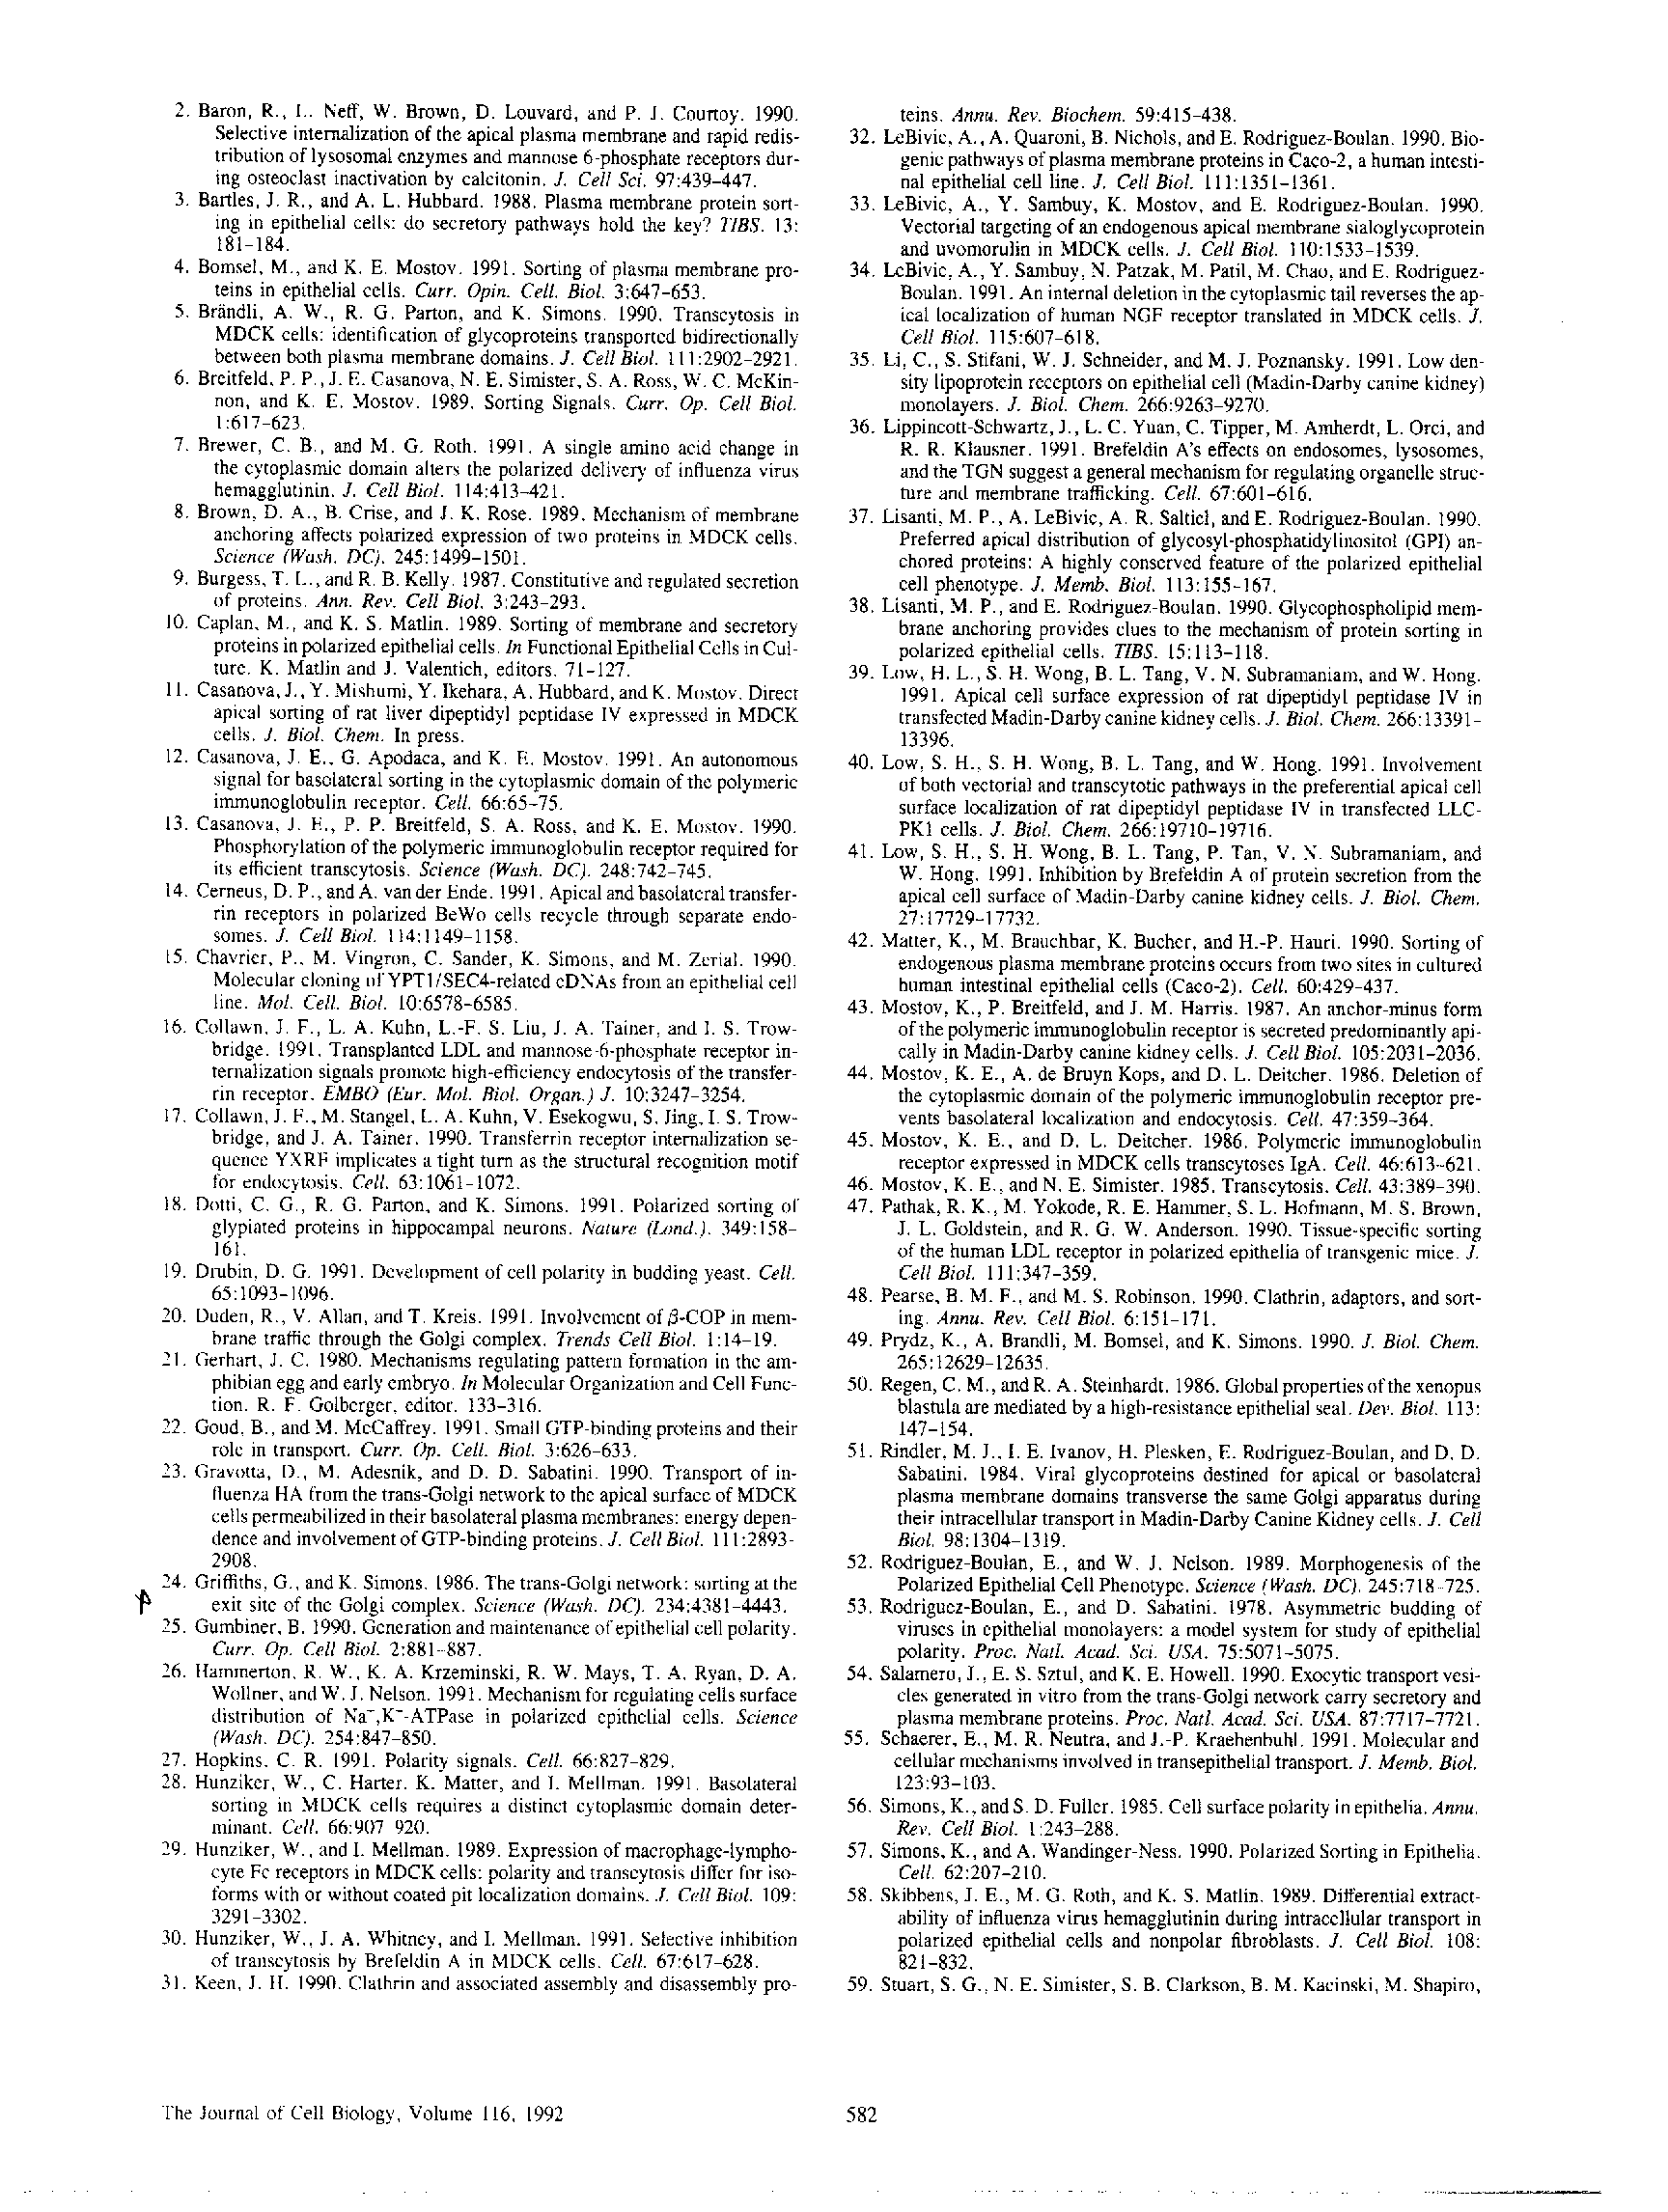 2. Baron, R., L. Neff, W. Brown, D. Louvard, and P. J. Courtoy. 1990.
Selective internalization of the apical plasma membrane and rapid redis-
tribution of lysosomal enzymes and mannose 6-phosphate receptors dur-
ing osteoclast inactivation by calcitonin. J. Cell Sci. 97:439-447.
3. Bartles, J. R., and A. L. Hubbard. 1988. Plasma membrane protein sort-
ing in epithelial cells: do secretory pathways hold the key? TIBS. 13:
181-184.
4. Bomsel, M., and K. E. Mostov. 1991. Sorting of plasma membrane pro-
teins in epithelial cells. Curr. Opin. Cell. Biol. 3:647-653.
5. Brändli, A. W., R. G. Parton, and K. Simons. 1990. Transcytosis in
MDCK cells: identification of glycoproteins transported bidirectionally
between both plasma membrane domains. J. Cell Biol. 111:2902-2921.
6. Breitfeld, P. P., J. E. Casanova, N. E. Simister, S. A. Ross, W. C. McKin-
non, and K. E. Mostov. 1989. Sorting Signals. Curr. Op. Cell Biol.
1:617-623.
7. Brewer, C. B., and M. G. Roth. 1991. A single amino acid change in
the cytoplasmic domain alters the polarized delivery of influenza virus
hemagglutinin. J. Cell Biol. 114:413-421.
8. Brown, D. A., B. Crise, and J. K. Rose. 1989. Mechanism of membrane
anchoring affects polarized expression of two proteins in MDCK cells.
Science (Wash. DC). 245:1499-1501.
9. Burgess, T. L., and R. B. Kelly. 1987. Constitutive and regulated secretion
of proteins. Ann. Rev. Cell Biol. 3:243-293.
10. Caplan, M., and K. S. Matlin. 1989. Sorting of membrane and secretory
proteins in polarized epithelial cells. In Functional Epithelial Cells in Cul-
ture. K. Matlin and J. Valentich, editors. 71-127.
11. Casanova, J., Y. Mishumi, Y. Ikehara, A. Hubbard, and K. Mostov. Direct
apical sorting of rat liver dipeptidyl peptidase IV expressed in MDCK
cells. J. Biol. Chem. In press.
12. Casanova, J. E., G. Apodaca, and K. E. Mostov. 1991. An autonomous
signal for basolateral sorting in the cytoplasmic domain of the polymeric
immunoglobulin receptor. Cell. 66:65-75.
13. Casanova, J. E., P. P. Breitfeld, S. A. Ross, and K. E. Mostov. 1990.
Phosphorylation of the polymeric immunoglobulin receptor required for
its efficient transcytosis. Science (Wash. DC). 248:742-745.
14. Cerneus, D. P., and A. van der Ende. 1991. Apical and basolateral transfer-
rin receptors in polarized BeWo cells recycle through separate endo-
somes. J. Cell Biol. 114:1149-1158.
15. Chavrier, P., M. Vingron, C. Sander, K. Simons, and M. Zerial. 1990.
Molecular cloning of YPT1/SEC4-related cDNAs from an epithelial cell
line. Mol. Cell. Biol. 10:6578-6585.
16. Collawn, J. F., L. A. Kuhn, L.-F. S. Liu, J. A. Tainer, and I. S. Trow-
bridge. 1991. Transplanted LDL and mannose-6-phosphate receptor in-
ternalization signals promote high-efficiency endocytosis of the transfer-
rin receptor. EMBO (Eur. Mol. Biol. Organ.) J. 10:3247-3254.
17. Collawn, J. F., M. Stangel, L. A. Kuhn, V. Esekogwu, S. Jing, I. S. Trow-
bridge, and J. A. Tainer. 1990. Transferrin receptor internalization se-
quence YXRF implicates a tight turn as the structural recognition motif
for endocytosis. Cell. 63:1061-1072.
18. Dotti, C. G., R. G. Parton, and K. Simons. 1991. Polarized sorting of
glypiated proteins in hippocampal neurons. Nature (Lond.). 349:158-
161.
19. Drubin, D. G. 1991. Development of cell polarity in budding yeast. Cell.
65:1093-1096.
20. Duden, R., V. Allan, and T. Kreis. 1991. Involvement of β-COP in mem-
brane traffic through the Golgi complex. Trends Cell Biol. 1:14-19.
21. Gerhart, J. C. 1980. Mechanisms regulating pattern formation in the am-
phibian egg and early embryo. In Molecular Organization and Cell Func-
tion. R. F. Golberger, editor. 133-316.
22. Goud, B., and M. McCaffrey. 1991. Small GTP-binding proteins and their
role in transport. Curr. Op. Cell. Biol. 3:626-633.
23. Gravotta, D., M. Adesnik, and D. D. Sabatini. 1990. Transport of in-
fluenza HA from the trans-Golgi network to the apical surface of MDCK
cells permeabilized in their basolateral plasma membranes: energy depen-
dence and involvement of GTP-binding proteins. J. Cell Biol. 111:2893-
2908.
24. Griffiths, G., and K. Simons. 1986. The trans-Golgi network: sorting at the
exit site of the Golgi complex. Science (Wash. DC). 234:4381-4443.
25. Gumbiner, B. 1990. Generation and maintenance of epithelial cell polarity.
Curr. Op. Cell Biol. 2:881-887.
26. Hammerton, R. W., K. A. Krzeminski, R. W. Mays, T. A. Ryan, D. A.
Wollner, and W. J. Nelson. 1991. Mechanism for regulating cells surface
distribution of Na⁻,K⁻-ATPase in polarized epithelial cells. Science
(Wash. DC). 254:847-850.
27. Hopkins, C. R. 1991. Polarity signals. Cell. 66:827-829.
28. Hunziker, W., C. Harter, K. Matter, and I. Mellman. 1991. Basolateral
sorting in MDCK cells requires a distinct cytoplasmic domain deter-
minant. Cell. 66:907-920.
29. Hunziker, W., and I. Mellman. 1989. Expression of macrophage-lympho-
cyte Fc receptors in MDCK cells: polarity and transcytosis differ for iso-
forms with or without coated pit localization domains. J. Cell Biol. 109:
3291-3302.
30. Hunziker, W., J. A. Whitney, and I. Mellman. 1991. Selective inhibition
of transcytosis by Brefeldin A in MDCK cells. Cell. 67:617-628.
31. Keen, J. H. 1990. Clathrin and associated assembly and disassembly pro-
teins. Annu. Rev. Biochem. 59:415-438.
32. LeBivic, A., A. Quaroni, B. Nichols, and E. Rodriguez-Boulan. 1990. Bio-
genic pathways of plasma membrane proteins in Caco-2, a human intesti-
nal epithelial cell line. J. Cell Biol. 111:1351-1361.
33. LeBivic, A., Y. Sambuy, K. Mostov, and E. Rodriguez-Boulan. 1990.
Vectorial targeting of an endogenous apical membrane sialoglycoprotein
and uvomorulin in MDCK cells. J. Cell Biol. 110:1533-1539.
34. LeBivic, A., Y. Sambuy, N. Patzak, M. Patil, M. Chao, and E. Rodriguez-
Boulan. 1991. An internal deletion in the cytoplasmic tail reverses the ap-
ical localization of human NGF receptor translated in MDCK cells. J.
Cell Biol. 115:607-618.
35. Li, C., S. Stifani, W. J. Schneider, and M. J. Poznansky. 1991. Low den-
sity lipoprotein receptors on epithelial cell (Madin-Darby canine kidney)
monolayers. J. Biol. Chem. 266:9263-9270.
36. Lippincott-Schwartz, J., L. C. Yuan, C. Tipper, M. Amherdt, L. Orci, and
R. R. Klausner. 1991. Brefeldin A's effects on endosomes, lysosomes,
and the TGN suggest a general mechanism for regulating organelle struc-
ture and membrane trafficking. Cell. 67:601-616.
37. Lisanti, M. P., A. LeBivic, A. R. Saltiel, and E. Rodriguez-Boulan. 1990.
Preferred apical distribution of glycosyl-phosphatidylinositol (GPI) an-
chored proteins: A highly conserved feature of the polarized epithelial
cell phenotype. J. Memb. Biol. 113:155-167.
38. Lisanti, M. P., and E. Rodriguez-Boulan. 1990. Glycophospholipid mem-
brane anchoring provides clues to the mechanism of protein sorting in
polarized epithelial cells. TIBS. 15:113-118.
39. Low, H. L., S. H. Wong, B. L. Tang, V. N. Subramaniam, and W. Hong.
1991. Apical cell surface expression of rat dipeptidyl peptidase IV in
transfected Madin-Darby canine kidney cells. J. Biol. Chem. 266:13391-
13396.
40. Low, S. H., S. H. Wong, B. L. Tang, and W. Hong. 1991. Involvement
of both vectorial and transcytotic pathways in the preferential apical cell
surface localization of rat dipeptidyl peptidase IV in transfected LLC-
PK1 cells. J. Biol. Chem. 266:19710-19716.
41. Low, S. H., S. H. Wong, B. L. Tang, P. Tan, V. N. Subramaniam, and
W. Hong. 1991. Inhibition by Brefeldin A of protein secretion from the
apical cell surface of Madin-Darby canine kidney cells. J. Biol. Chem.
27:17729-17732.
42. Matter, K., M. Brauchbar, K. Bucher, and H.-P. Hauri. 1990. Sorting of
endogenous plasma membrane proteins occurs from two sites in cultured
human intestinal epithelial cells (Caco-2). Cell. 60:429-437.
43. Mostov, K., P. Breitfeld, and J. M. Harris. 1987. An anchor-minus form
of the polymeric immunoglobulin receptor is secreted predominantly api-
cally in Madin-Darby canine kidney cells. J. Cell Biol. 105:2031-2036.
44. Mostov, K. E., A. de Bruyn Kops, and D. L. Deitcher. 1986. Deletion of
the cytoplasmic domain of the polymeric immunoglobulin receptor pre-
vents basolateral localization and endocytosis. Cell. 47:359-364.
45. Mostov, K. E., and D. L. Deitcher. 1986. Polymeric immunoglobulin
receptor expressed in MDCK cells transcytoses IgA. Cell. 46:613-621.
46. Mostov, K. E., and N. E. Simister. 1985. Transcytosis. Cell. 43:389-390.
47. Pathak, R. K., M. Yokode, R. E. Hammer, S. L. Hofmann, M. S. Brown,
J. L. Goldstein, and R. G. W. Anderson. 1990. Tissue-specific sorting
of the human LDL receptor in polarized epithelia of transgenic mice. J.
Cell Biol. 111:347-359.
48. Pearse, B. M. F., and M. S. Robinson. 1990. Clathrin, adaptors, and sort-
ing. Annu. Rev. Cell Biol. 6:151-171.
49. Prydz, K., A. Brandli, M. Bomsel, and K. Simons. 1990. J. Biol. Chem.
265:12629-12635.
50. Regen, C. M., and R. A. Steinhardt. 1986. Global properties of the xenopus
blastula are mediated by a high-resistance epithelial seal. Dev. Biol. 113:
147-154.
51. Rindler, M. J., I. E. Ivanov, H. Plesken, E. Rodriguez-Boulan, and D. D.
Sabatini. 1984. Viral glycoproteins destined for apical or basolateral
plasma membrane domains transverse the same Golgi apparatus during
their intracellular transport in Madin-Darby Canine Kidney cells. J. Cell
Biol. 98:1304-1319.
52. Rodriguez-Boulan, E., and W. J. Nelson. 1989. Morphogenesis of the
Polarized Epithelial Cell Phenotype. Science (Wash. DC). 245:718-725.
53. Rodriguez-Boulan, E., and D. Sabatini. 1978. Asymmetric budding of
viruses in epithelial monolayers: a model system for study of epithelial
polarity. Proc. Natl. Acad. Sci. USA. 75:5071-5075.
54. Salamero, J., E. S. Sztul, and K. E. Howell. 1990. Exocytic transport vesi-
cles generated in vitro from the trans-Golgi network carry secretory and
plasma membrane proteins. Proc. Natl. Acad. Sci. USA. 87:7717-7721.
55. Schaerer, E., M. R. Neutra, and J.-P. Kraehenbuhl. 1991. Molecular and
cellular mechanisms involved in transepithelial transport. J. Memb. Biol.
123:93-103.
56. Simons, K., and S. D. Fuller. 1985. Cell surface polarity in epithelia. Annu.
Rev. Cell Biol. 1:243-288.
57. Simons, K., and A. Wandinger-Ness. 1990. Polarized Sorting in Epithelia.
Cell. 62:207-210.
58. Skibbens, J. E., M. G. Roth, and K. S. Matlin. 1989. Differential extract-
ability of influenza virus hemagglutinin during intracellular transport in
polarized epithelial cells and nonpolar fibroblasts. J. Cell Biol. 108:
821-832.
59. Stuart, S. G., N. E. Simister, S. B. Clarkson, B. M. Kacinski, M. Shapiro,
The Journal of Cell Biology, Volume 116, 1992
582